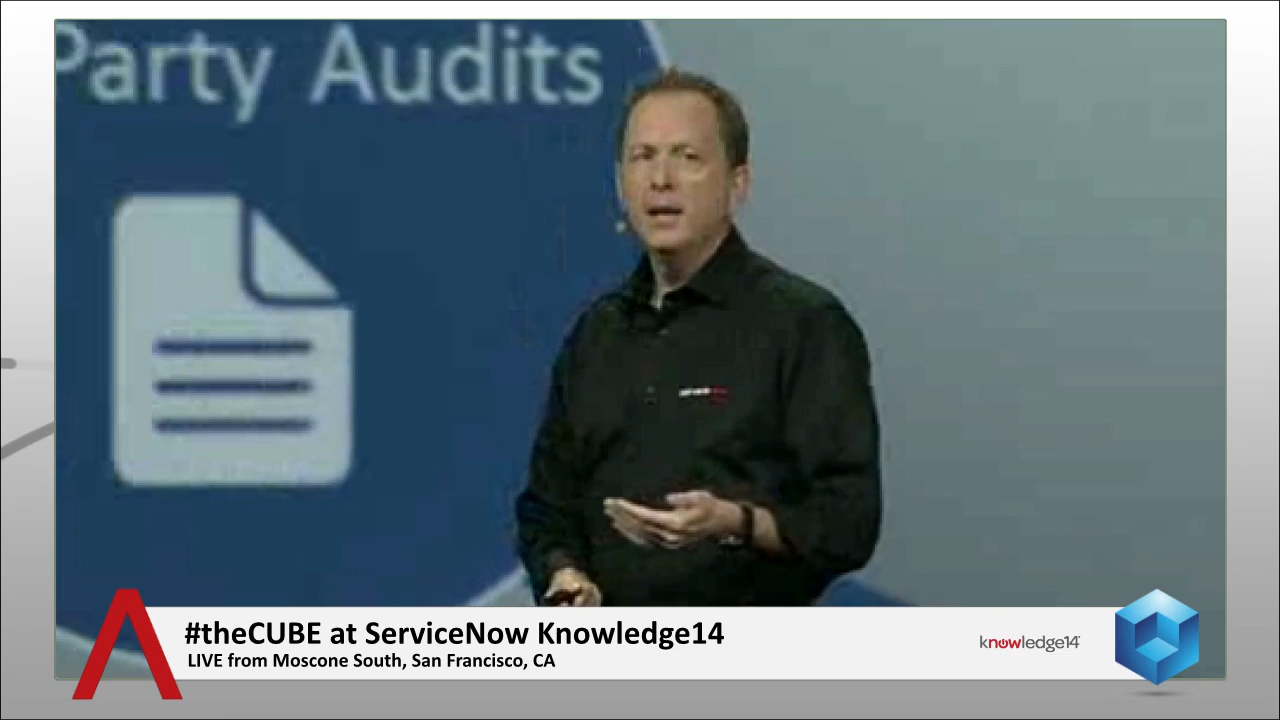 Party Audits
#theCUBE at ServiceNow Knowledge14
LIVE from Moscone South, San Francisco, CA
knowledge14